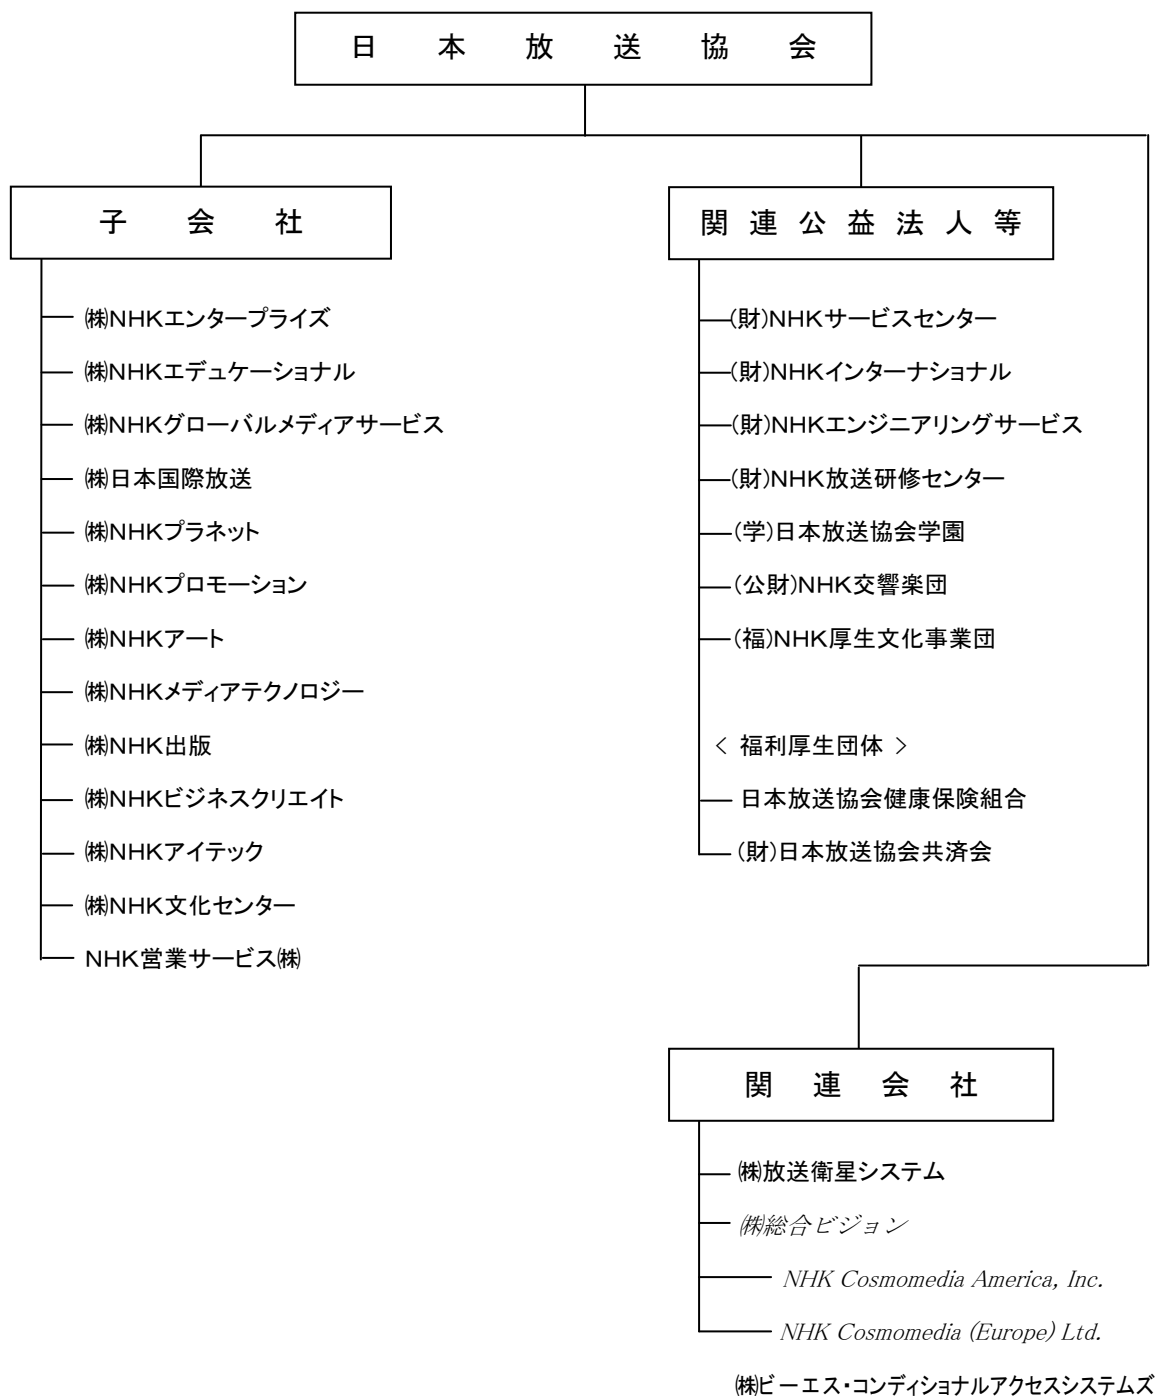 日本放送協会
子会社
㈱NHKエンタープライズ
㈱NHKエデュケーショナル
㈱NHKグローバルメディアサービス
㈱日本国際放送
㈱NHKプラネット
㈱NHKプロモーション
㈱NHKアート
㈱NHKメディアテクノロジー
㈱NHK出版
㈱NHKビジネスクリエイト
㈱NHKアイテック
㈱NHK文化センター
NHK営業サービス㈱
関連公益法人等
(財)NHKサービスセンター
(財)NHKインターナショナル
(財)NHKエンジニアリングサービス
(財)NHK放送研修センター
(学)日本放送協会学園
(公財)NHK交響楽団
(福)NHK厚生文化事業団
< 福利厚生団体 >
日本放送協会健康保険組合
(財)日本放送協会共済会
関連会社
㈱放送衛星システム
㈱総合ビジョン
NHK Cosmomedia America, Inc.
NHK Cosmomedia (Europe) Ltd.
㈱ビーエス・コンディショナルアクセスシステムズ